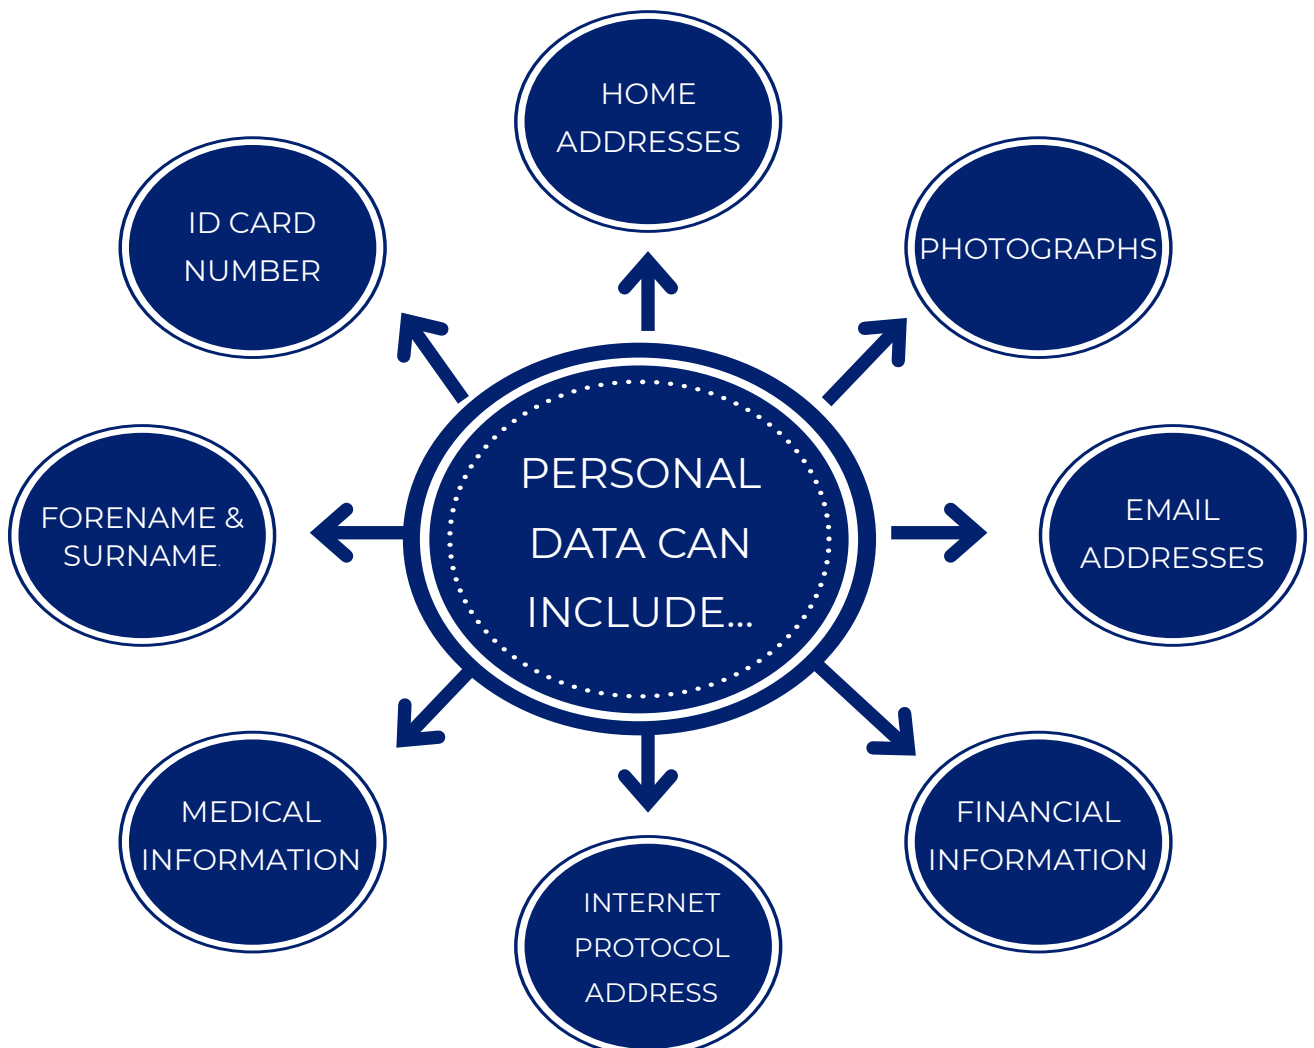 HOME
ADDRESSES
ID CARD
NUMBER
PHOTOGRAPHS
FORENAME &
SURNAME.
PERSONAL
DATA CAN
INCLUDE...
EMAIL
ADDRESSES
MEDICAL
INFORMATION
FINANCIAL
INFORMATION
INTERNET
PROTOCOL
ADDRESS